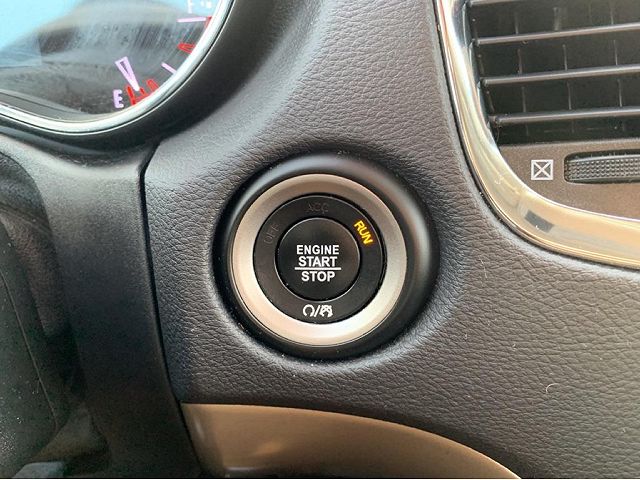 F
E
OFF
ACC
RUN
ENGINE
START
STOP